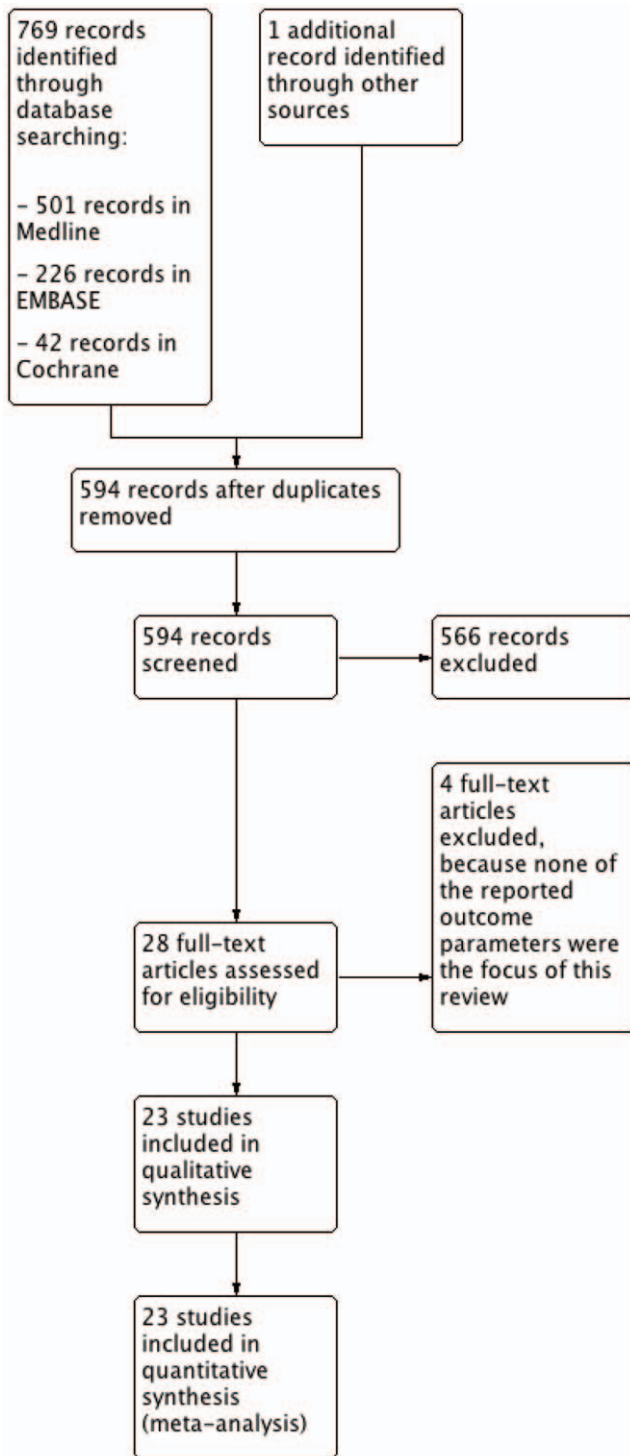 769 records
identified
through
database
searching:
– 501 records in
Medline
– 226 records in
EMBASE
– 42 records in
Cochrane
1 additional
record identified
through other
sources
594 records after duplicates
removed
594 records
screened
566 records
excluded
4 full-text
articles
excluded,
because none of
the reported
outcome
parameters were
the focus of this
review
28 full-text
articles assessed
for eligibility
23 studies
included in
qualitative
synthesis
23 studies
included in
quantitative
synthesis
(meta-analysis)